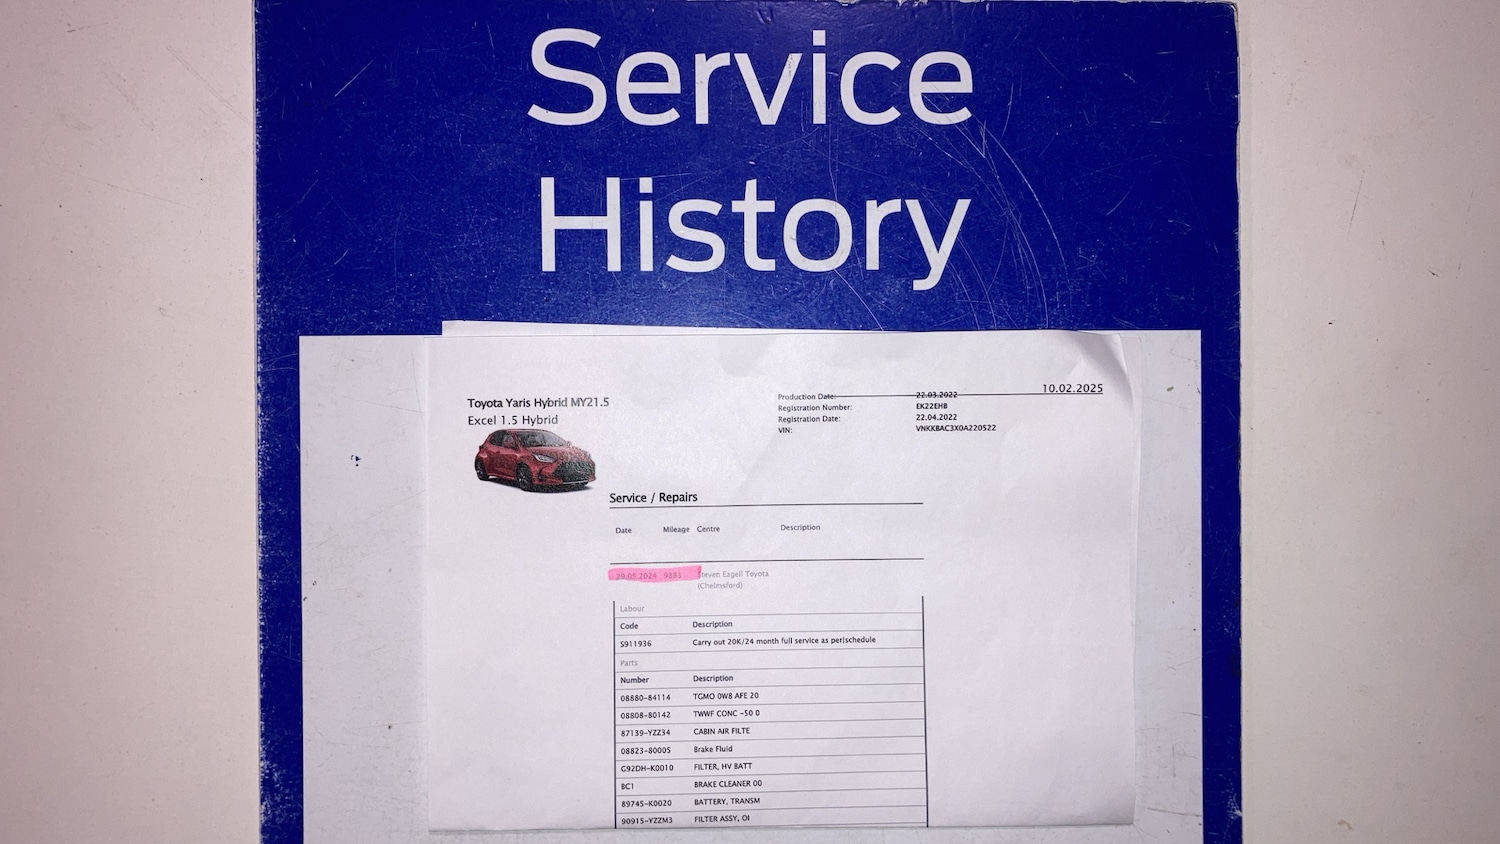 Service
History
10.02.2025
Toyota Yaris Hybrid MY21.5
Excel 1.5 Hybrid
Production Date: 22.03.2022
Registration Number: EK22EHB
Registration Date: 22.04.2022
VIN: VNKKBAC3X0A220522
Service / Repairs
Date Mileage Centre Description
29.05.2024 9883 Steven Eagell Toyota
(Chelmsford)
Labour
Code Description
S911936 Carry out 20K/24 month full service as per|schedule
Parts
Number Description
08880-84114 TGMO 0W8 AFE 20
08808-80142 TWWF CONC -50 0
87139-YZZ34 CABIN AIR FILTE
08823-80005 Brake Fluid
G92DH-K0010 FILTER, HV BATT
BC1 BRAKE CLEANER 00
89745-K0020 BATTERY, TRANSM
90915-YZZM3 FILTER ASSY, OI